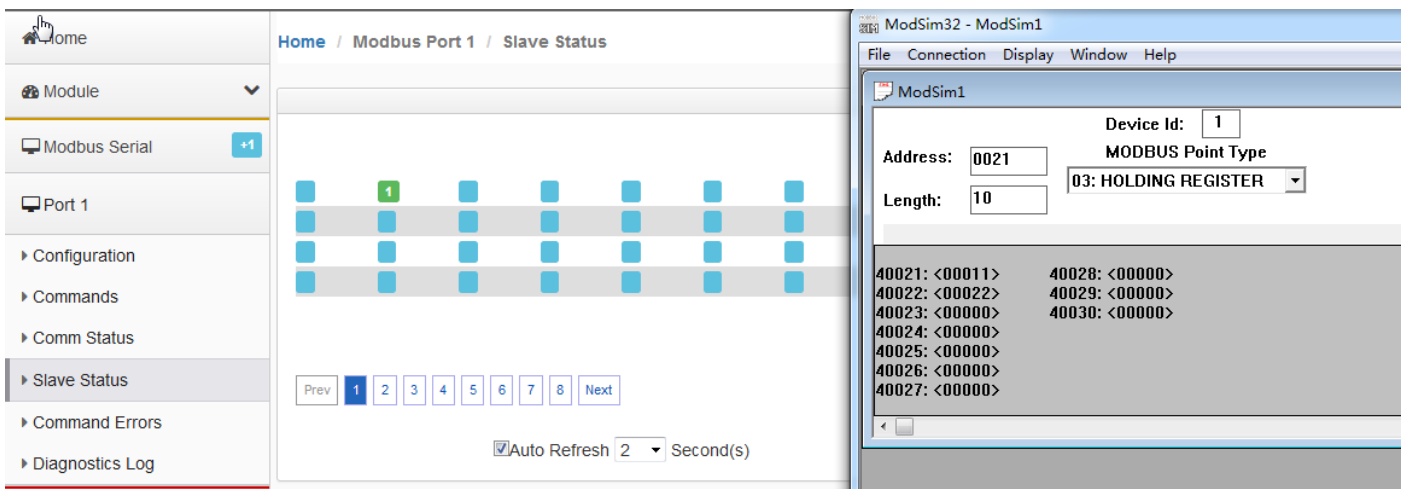 Home
Module
Modbus Serial
+1
Port 1
Configuration
Commands
Comm Status
Slave Status
Command Errors
Diagnostics Log
Home / Modbus Port 1 / Slave Status
1
Prev 1 2 3 4 5 6 7 8 Next
Auto Refresh 2 Second(s)
ModSim32 - ModSim1
File Connection Display Window Help
ModSim1
Device Id: 1
Address: 0021
MODBUS Point Type
03: HOLDING REGISTER
Length: 10
40021: <00011> 40028: <00000>
40022: <00022> 40029: <00000>
40023: <00000> 40030: <00000>
40024: <00000>
40025: <00000>
40026: <00000>
40027: <00000>